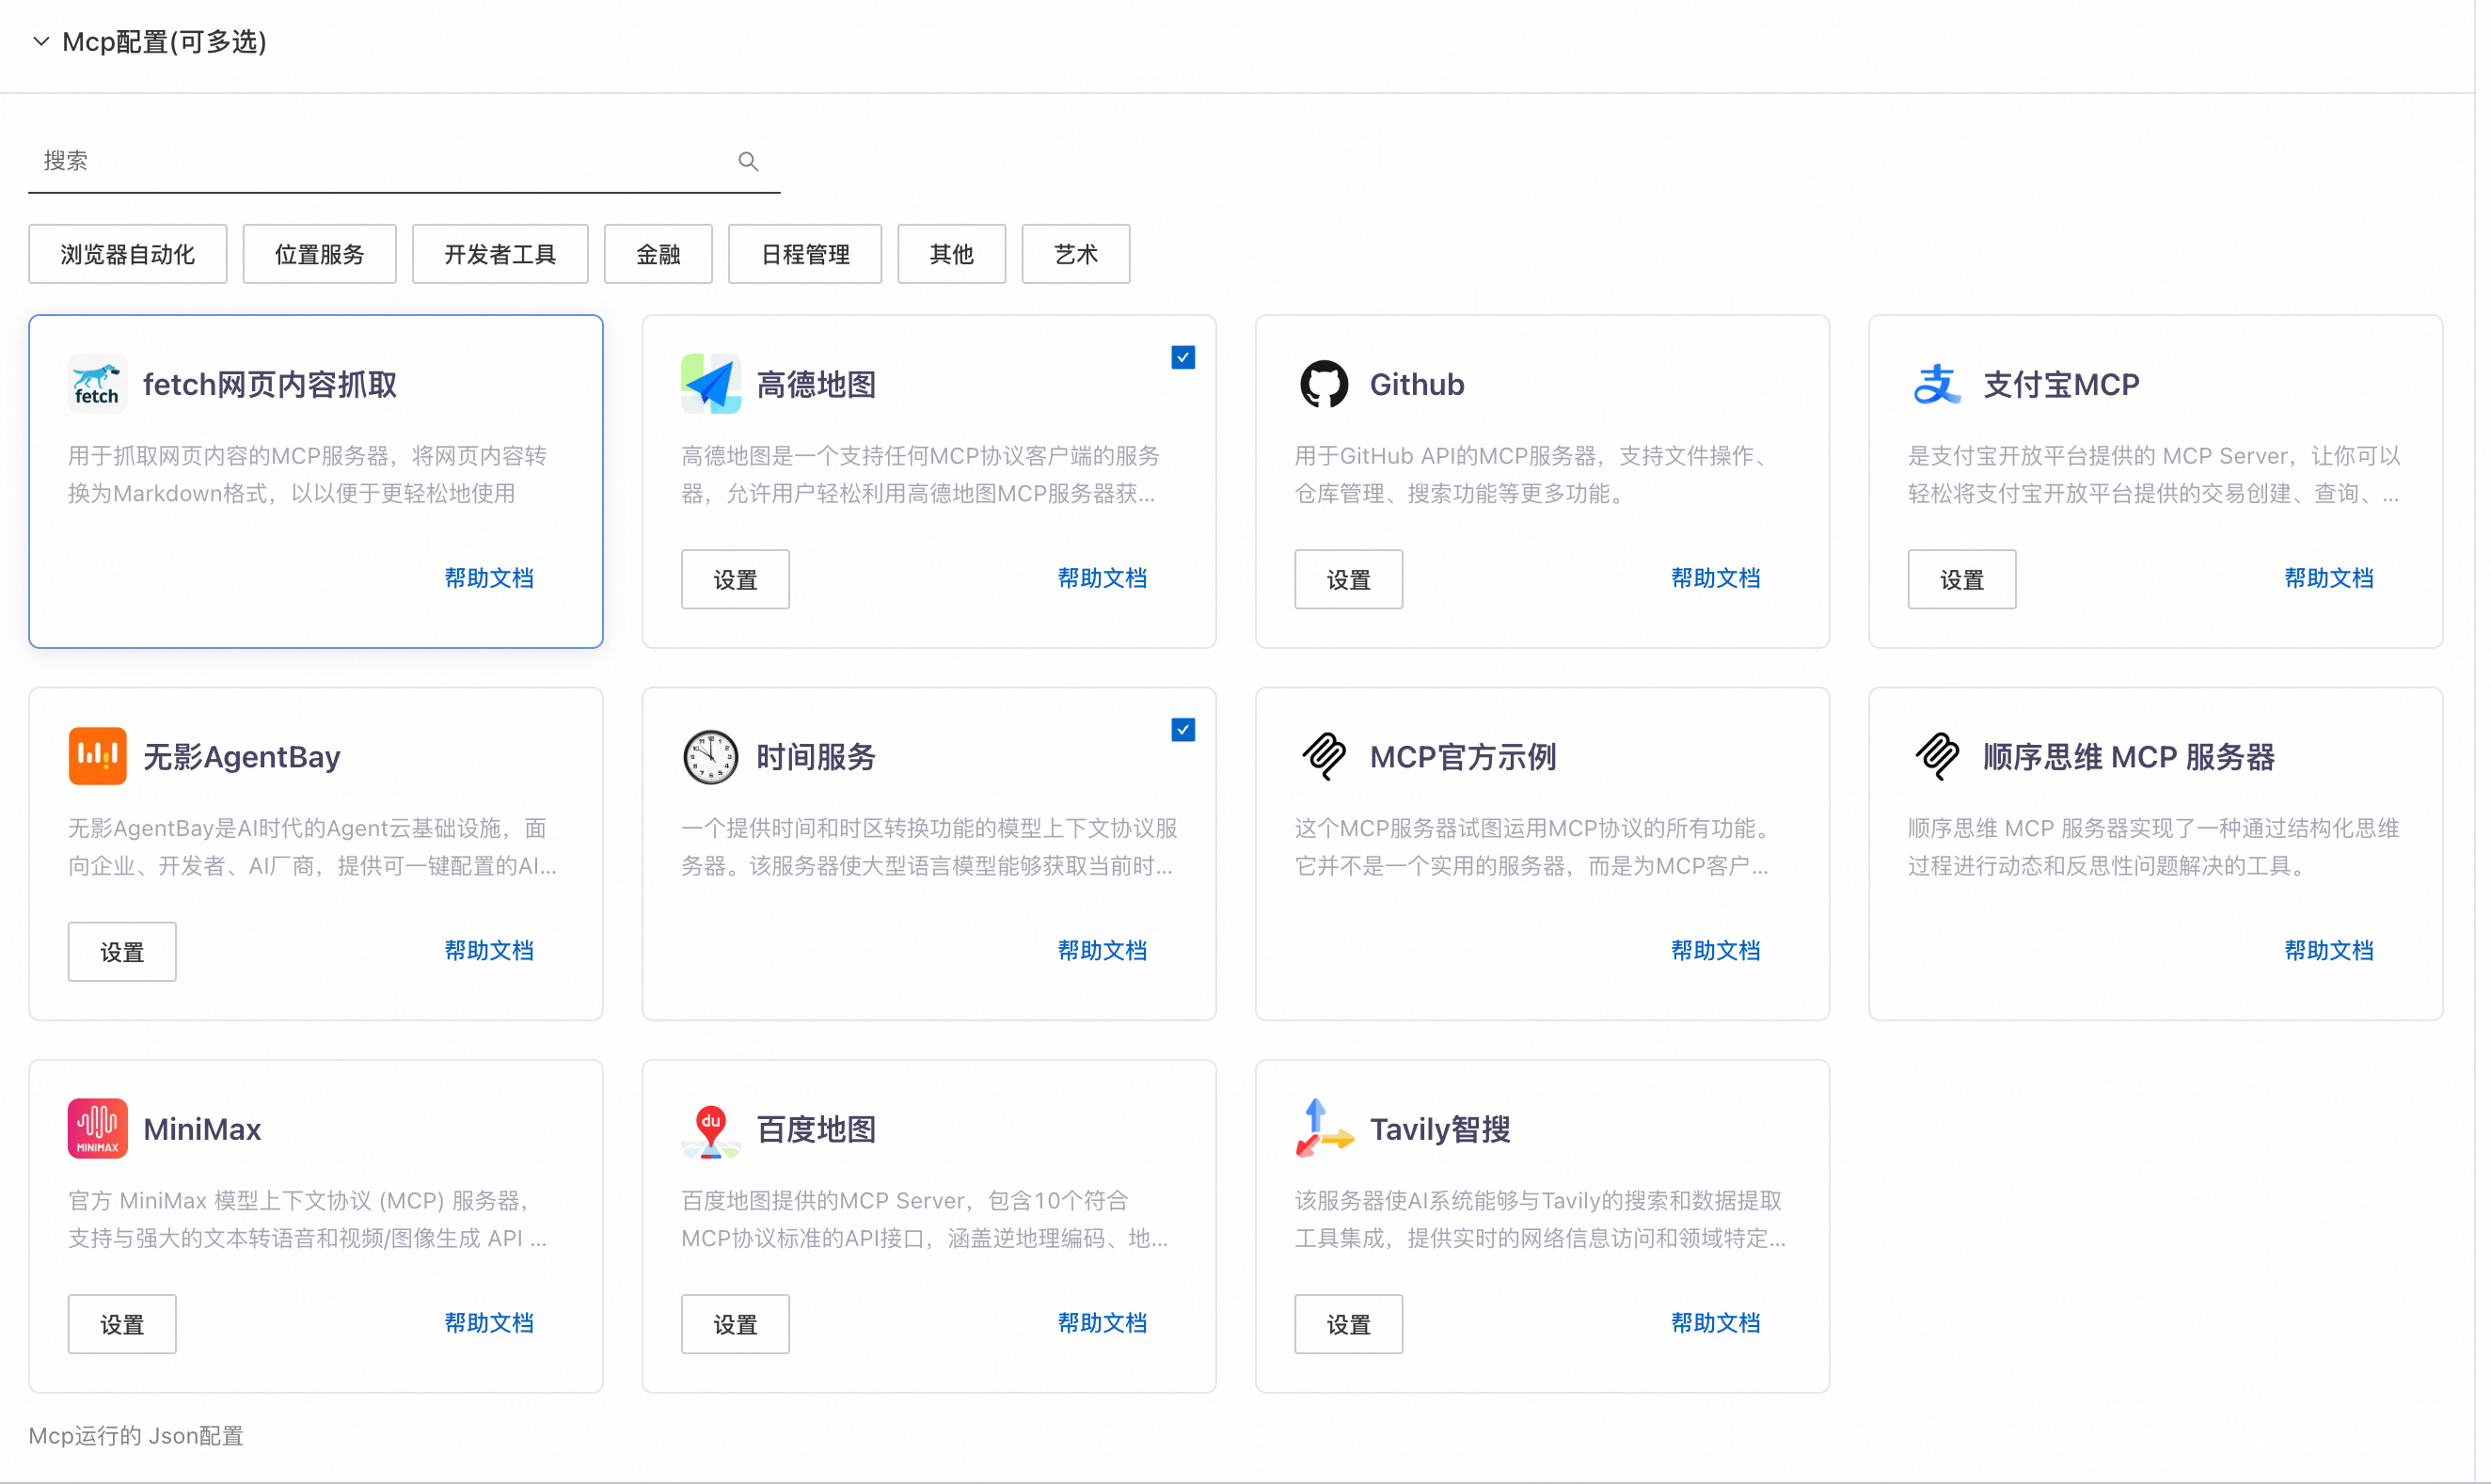 Mcp配置(可多选)
搜索
浏览器自动化 位置服务 开发者工具 金融 日程管理 其他 艺术
fetch
fetch网页内容抓取
用于抓取网页内容的MCP服务器，将网页内容转
换为Markdown格式，以以便于更轻松地使用
帮助文档
高德地图
高德地图是一个支持任何MCP协议客户端的服务
器，允许用户轻松利用高德地图MCP服务器获...
设置 帮助文档
Github
用于GitHub API的MCP服务器，支持文件操作、
仓库管理、搜索功能等更多功能。
设置 帮助文档
支
支付宝MCP
是支付宝开放平台提供的 MCP Server，让你可以
轻松将支付宝开放平台提供的交易创建、查询、...
设置 帮助文档
无影AgentBay
无影AgentBay是AI时代的Agent云基础设施，面
向企业、开发者、AI厂商，提供可一键配置的AI...
设置 帮助文档
时间服务
一个提供时间和时区转换功能的模型上下文协议服
务器。该服务器使大型语言模型能够获取当前时...
帮助文档
MCP官方示例
这个MCP服务器试图运用MCP协议的所有功能。
它并不是一个实用的服务器，而是为MCP客户...
帮助文档
顺序思维 MCP 服务器
顺序思维 MCP 服务器实现了一种通过结构化思维
过程进行动态和反思性问题解决的工具。
帮助文档
MINIMAX
MiniMax
官方 MiniMax 模型上下文协议 (MCP) 服务器，
支持与强大的文本转语音和视频/图像生成 API ...
设置 帮助文档
du
百度地图
百度地图提供的MCP Server，包含10个符合
MCP协议标准的API接口，涵盖逆地理编码、地...
设置 帮助文档
Tavily智搜
该服务器使AI系统能够与Tavily的搜索和数据提取
工具集成，提供实时的网络信息访问和领域特定...
设置 帮助文档
Mcp运行的 Json配置